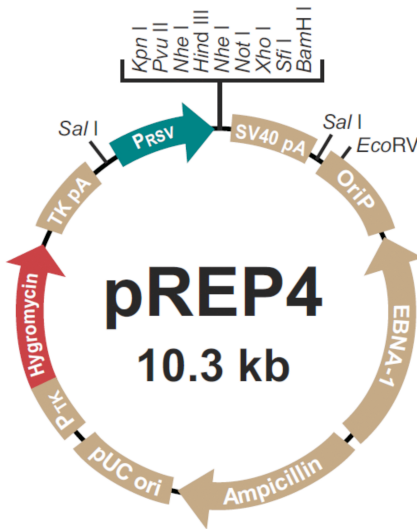 Kpn I
Pvu II
Nhe I
Hind III
Nhe I
Not I
Xho I
Sfi I
BamH I
Sal I
PRSV
SV40 pA
Sal I
EcoRV
TK pA
OriP
pREP4
10.3 kb
Hygromycin
EBNA-1
PTK
pUC ori
Ampicillin